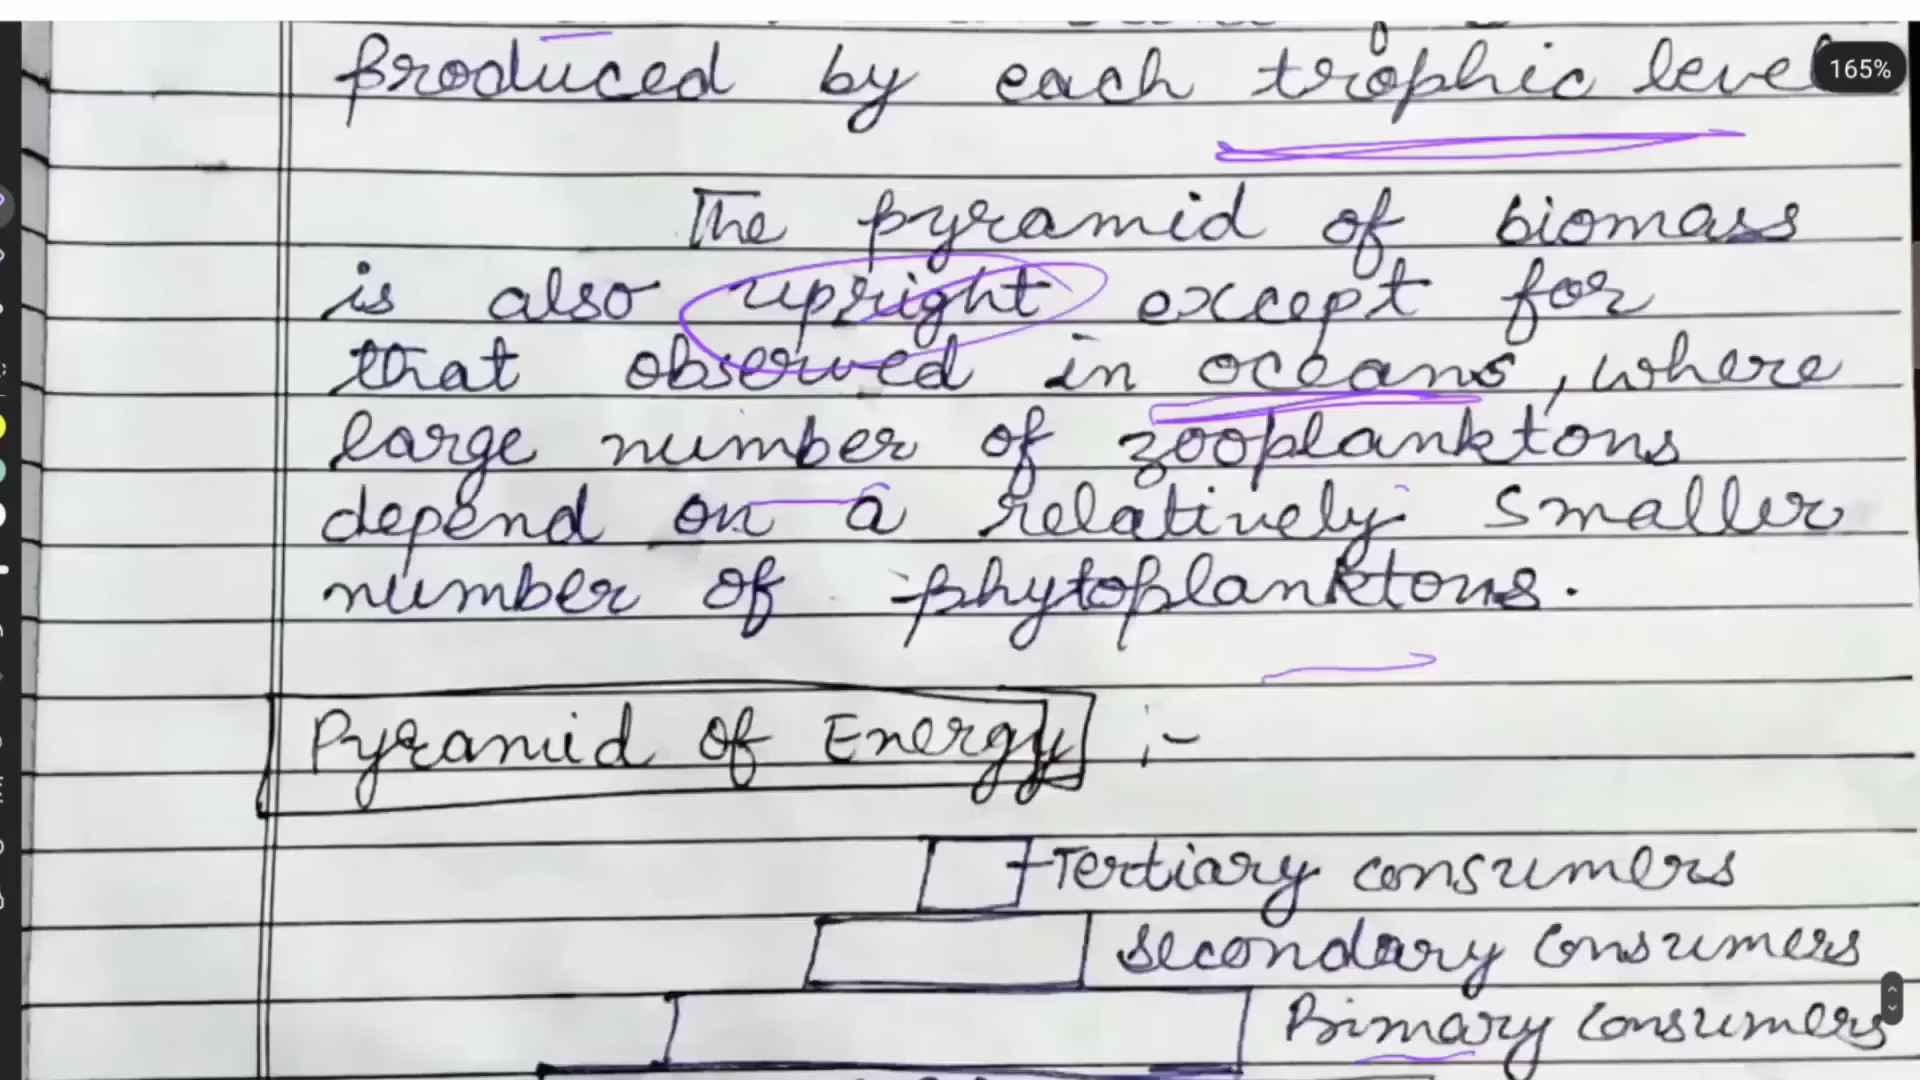 produced by each trophic level
165%
The pyramid of biomass
is also upright except for
that observed in oceans, where
large number of zooplanktons
depend on a relatively smaller
number of phytoplanktons.
Pyramid of Energy :-
Tertiary consumers
Secondary consumers
Primary consumers